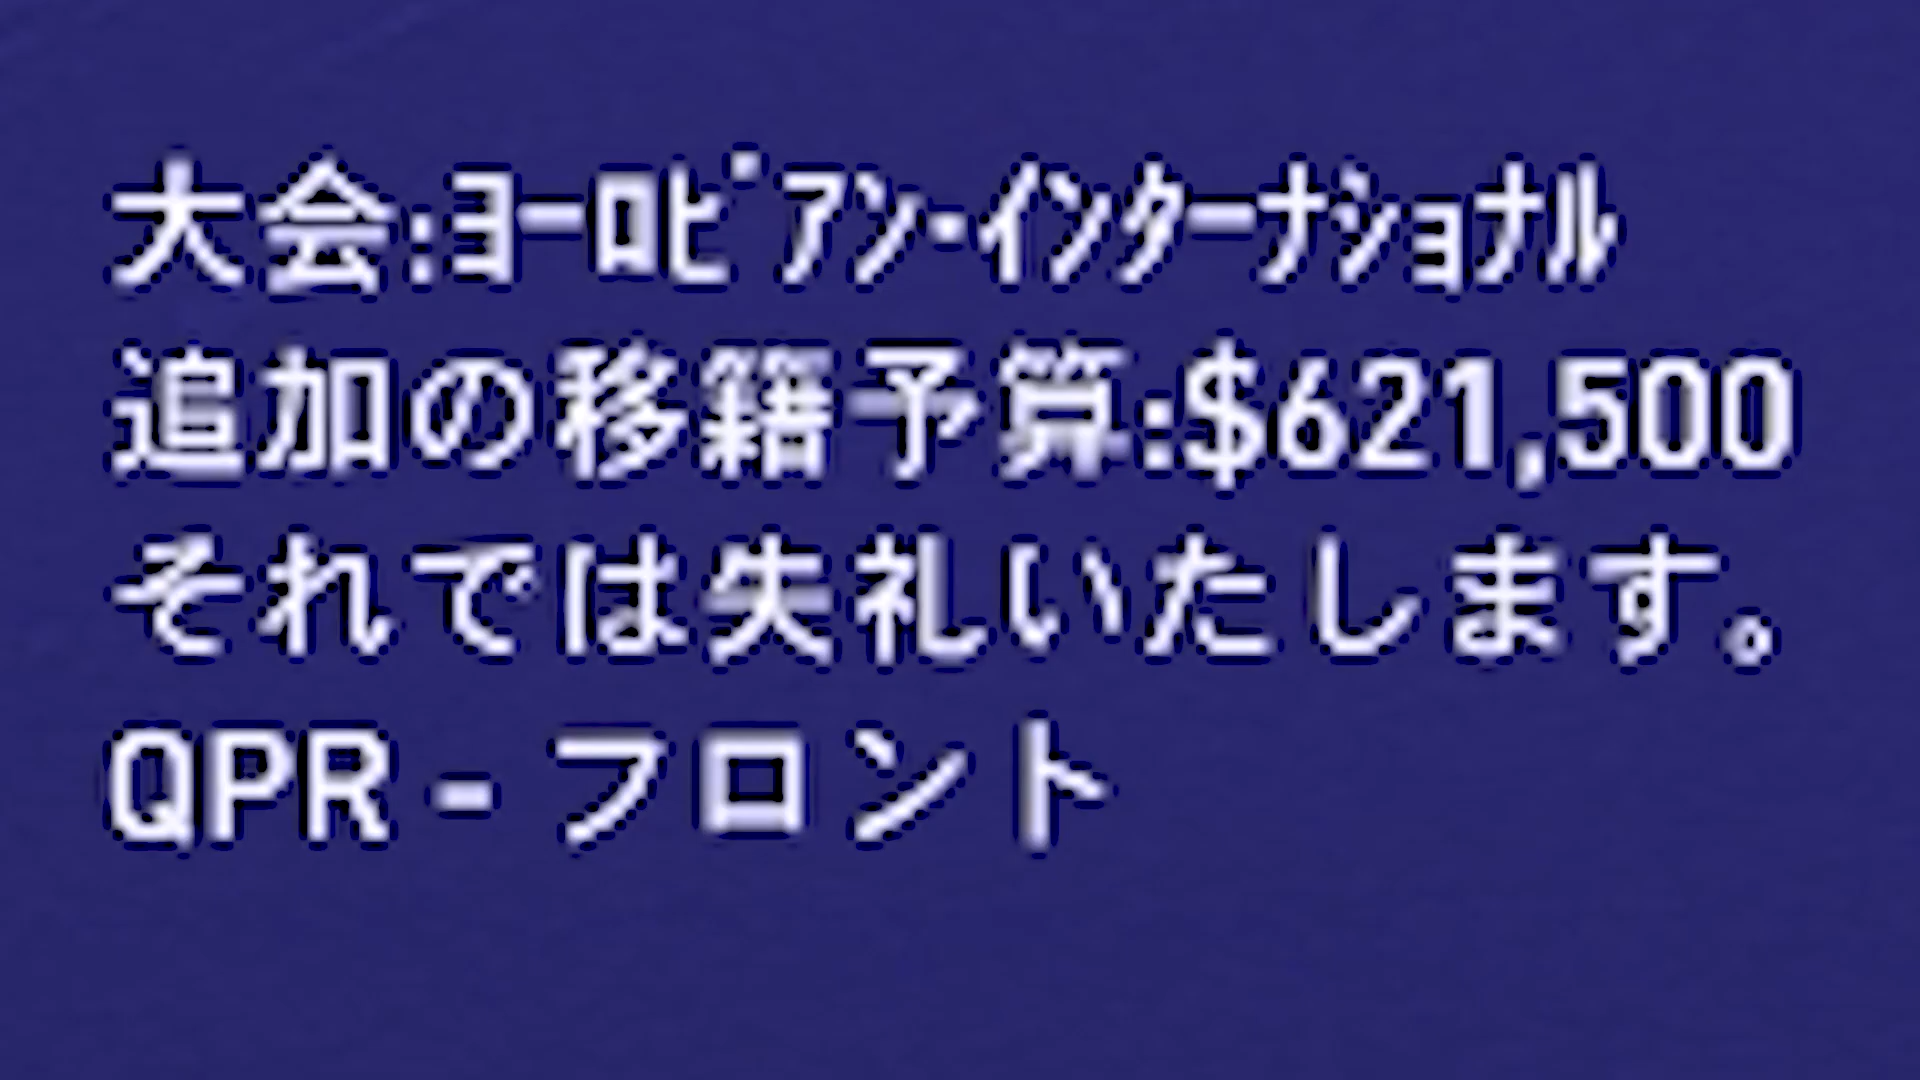 大会:ﾖｰﾛﾋﾟｱﾝ･ｲﾝﾀｰﾅｼｮﾅﾙ
追加の移籍予算:$621,500
それでは失礼いたします。
QPR - フロント